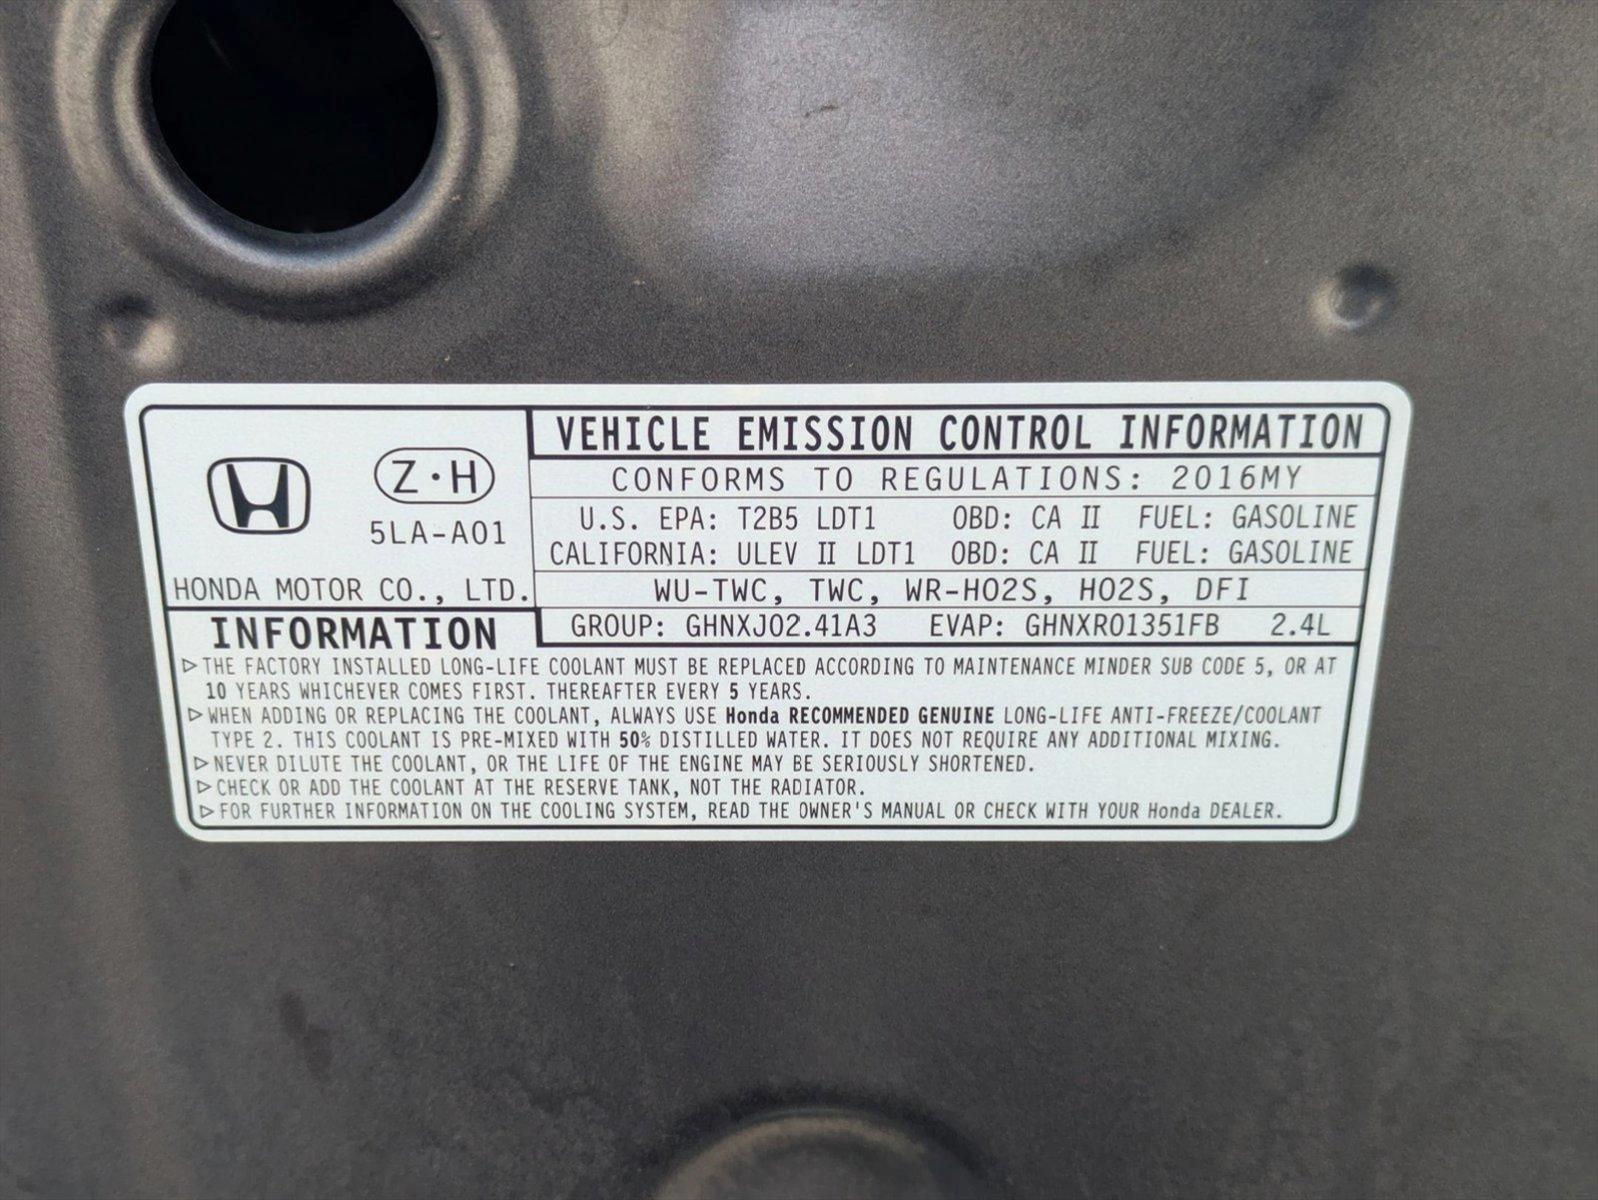 VEHICLE EMISSION CONTROL INFORMATION
Z·H
5LA-A01
HONDA MOTOR CO., LTD.
CONFORMS TO REGULATIONS: 2016MY
U.S. EPA: T2B5 LDT1 OBD: CA II FUEL: GASOLINE
CALIFORNIA: ULEV II LDT1 OBD: CA II FUEL: GASOLINE
WU-TWC, TWC, WR-HO2S, HO2S, DFI
GROUP: GHNXJ02.41A3 EVAP: GHNXR01351FB 2.4L
INFORMATION
▷THE FACTORY INSTALLED LONG-LIFE COOLANT MUST BE REPLACED ACCORDING TO MAINTENANCE MINDER SUB CODE 5, OR AT
10 YEARS WHICHEVER COMES FIRST. THEREAFTER EVERY 5 YEARS.
▷WHEN ADDING OR REPLACING THE COOLANT, ALWAYS USE Honda RECOMMENDED GENUINE LONG-LIFE ANTI-FREEZE/COOLANT
TYPE 2. THIS COOLANT IS PRE-MIXED WITH 50% DISTILLED WATER. IT DOES NOT REQUIRE ANY ADDITIONAL MIXING.
▷NEVER DILUTE THE COOLANT, OR THE LIFE OF THE ENGINE MAY BE SERIOUSLY SHORTENED.
▷CHECK OR ADD THE COOLANT AT THE RESERVE TANK, NOT THE RADIATOR.
▷FOR FURTHER INFORMATION ON THE COOLING SYSTEM, READ THE OWNER'S MANUAL OR CHECK WITH YOUR Honda DEALER.